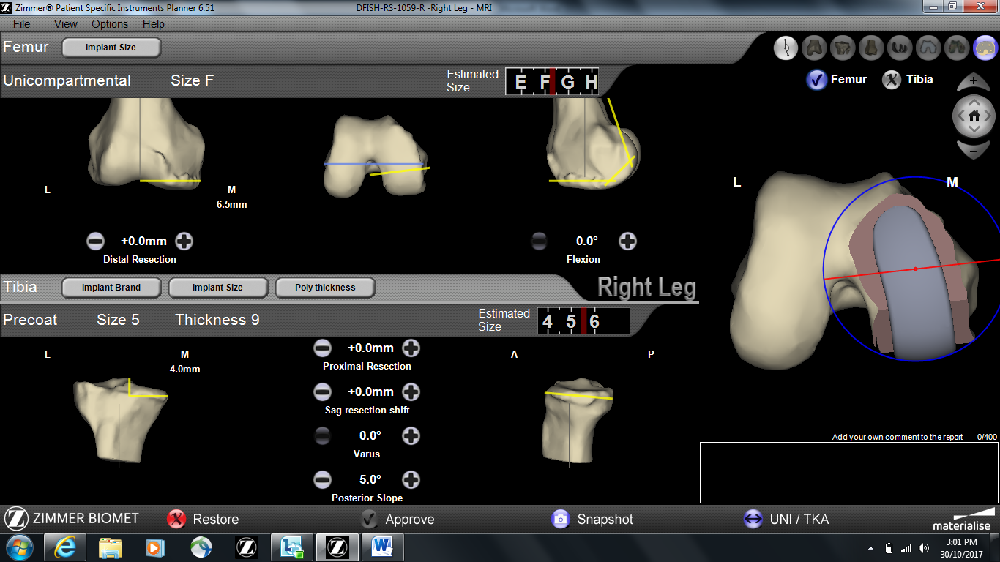 Zimmer® Patient Specific Instruments Planner 6.51
DFISH-RS-1059-R -Right Leg - MRI
File View Options Help
Femur Implant Size
Unicompartmental Size F
Estimated Size
E F G H
Femur Tibia
L
M
6.5mm
+0.0mm
Distal Resection
0.0°
Flexion
L
M
Tibia Implant Brand Implant Size Poly thickness
Right Leg
Precoat Size 5 Thickness 9
Estimated Size
4 5 6
L
M
4.0mm
+0.0mm
Proximal Resection
+0.0mm
Sag resection shift
0.0°
Varus
5.0°
Posterior Slope
A
P
Add your own comment to the report 0/400
ZIMMER BIOMET
Restore
Approve
Snapshot
UNI / TKA
materialise
3:01 PM
30/10/2017